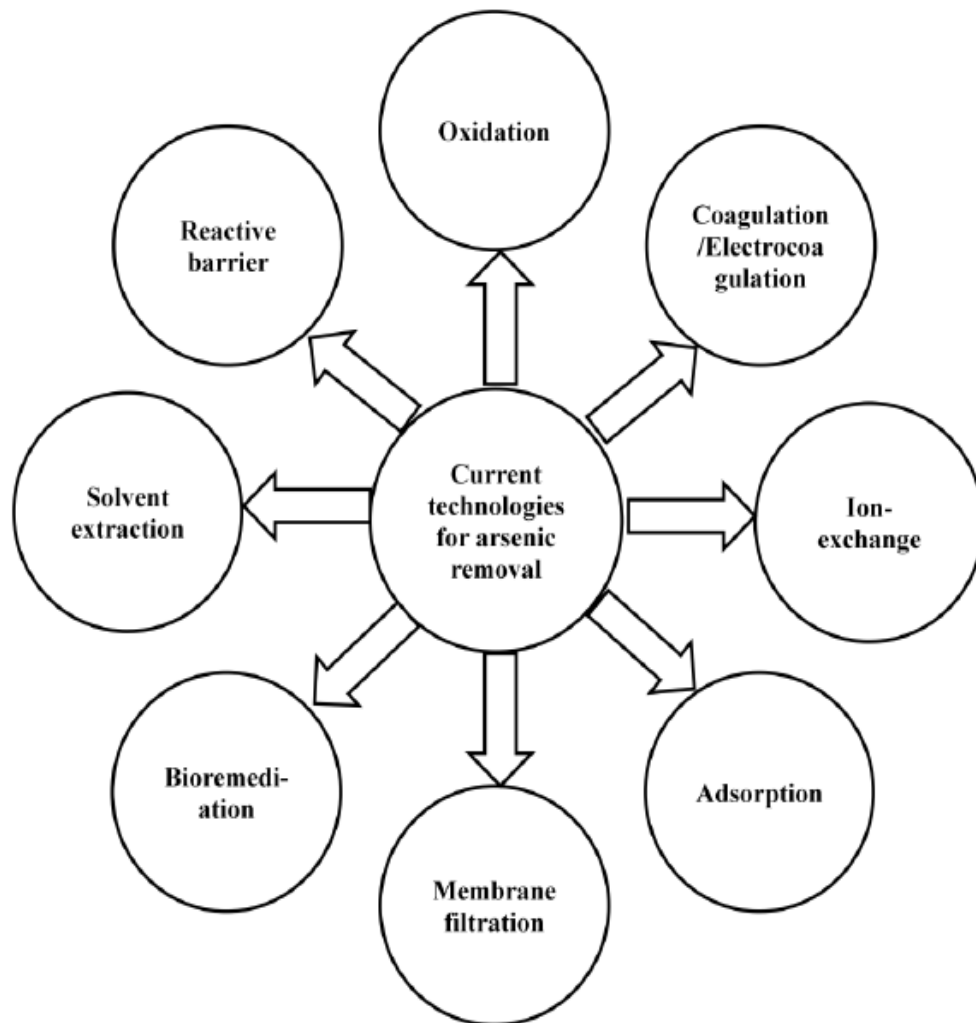 Oxidation
Coagulation
/Electrocoa
gulation
Ion-
exchange
Adsorption
Membrane
filtration
Bioremedi-
ation
Solvent
extraction
Reactive
barrier
Current
technologies
for arsenic
removal